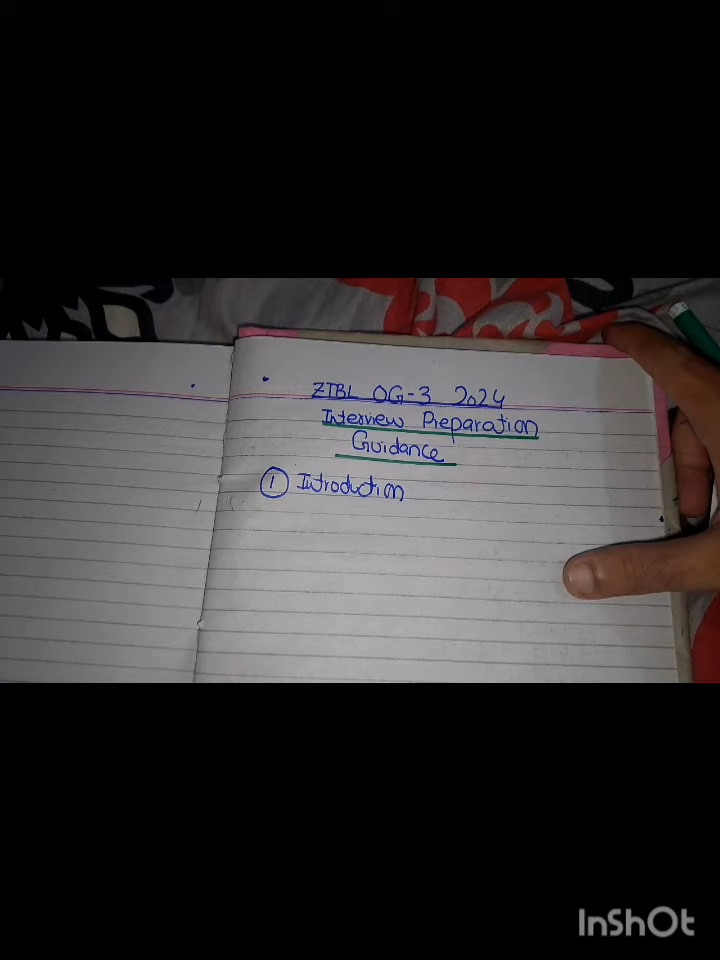 ZTBL OG-3 2024
Interview Preparation
Guidance
1 Introduction
InShOt